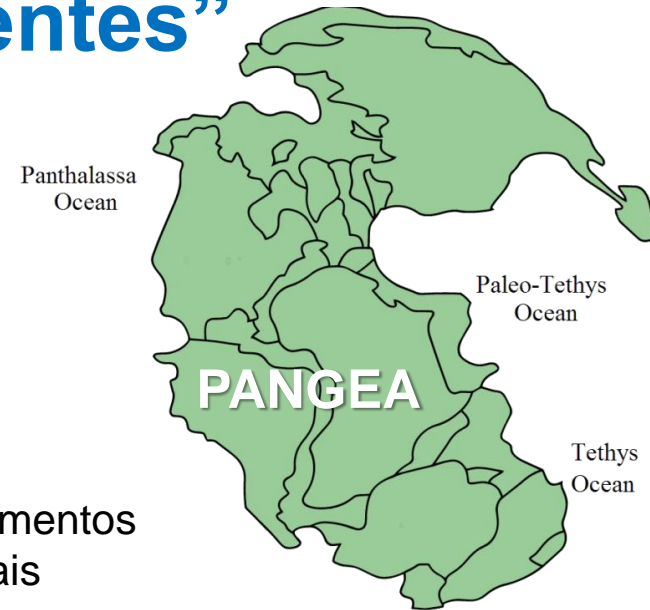 entes”
Panthalassa
Ocean
Paleo-Tethys
Ocean
PANGEA
Tethys
Ocean
mentos
ais